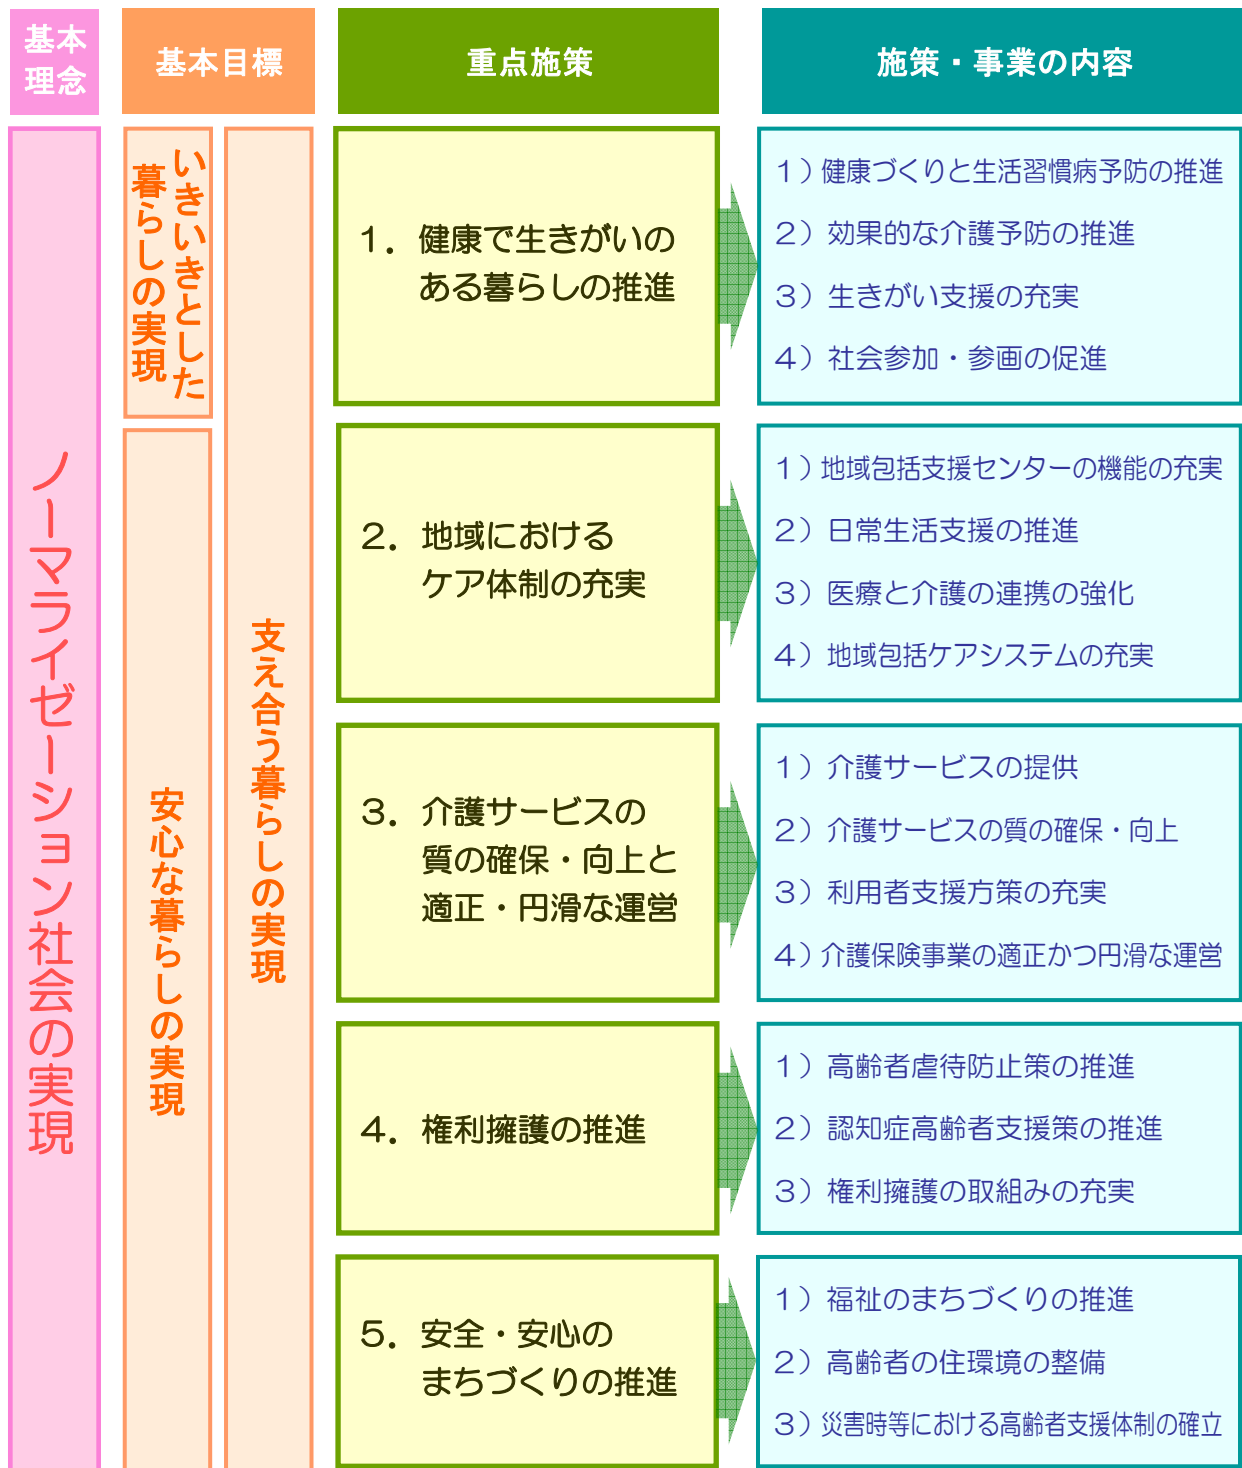 基本
理念
基本目標
重点施策
施策・事業の内容
ノーマライゼーション社会の実現
いきいきとした
暮らしの実現
安心な暮らしの実現
支え合う暮らしの実現
１．健康で生きがいの
ある暮らしの推進
１）健康づくりと生活習慣病予防の推進
２）効果的な介護予防の推進
３）生きがい支援の充実
４）社会参加・参画の促進
２．地域における
ケア体制の充実
１）地域包括支援センターの機能の充実
２）日常生活支援の推進
３）医療と介護の連携の強化
４）地域包括ケアシステムの充実
３．介護サービスの
質の確保・向上と
適正・円滑な運営
１）介護サービスの提供
２）介護サービスの質の確保・向上
３）利用者支援方策の充実
４）介護保険事業の適正かつ円滑な運営
４．権利擁護の推進
１）高齢者虐待防止策の推進
２）認知症高齢者支援策の推進
３）権利擁護の取組みの充実
５．安全・安心の
まちづくりの推進
１）福祉のまちづくりの推進
２）高齢者の住環境の整備
３）災害時等における高齢者支援体制の確立